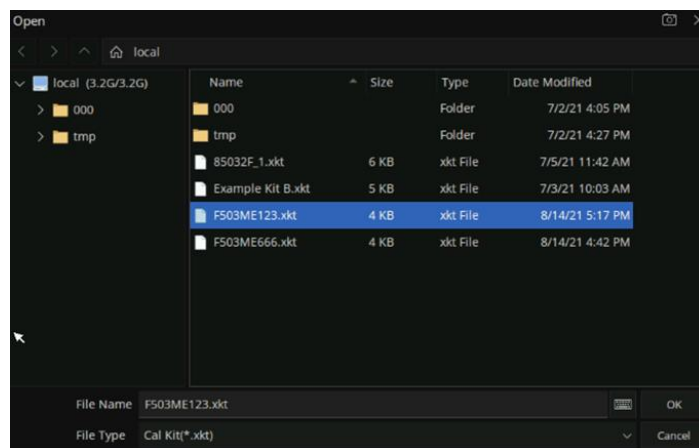 Open
local
local (3.2G/3.2G)
000
tmp
Name Size Type Date Modified
000 Folder 7/2/21 4:05 PM
tmp Folder 7/2/21 4:27 PM
85032F_1.xkt 6 KB xkt File 7/5/21 11:42 AM
Example Kit B.xkt 5 KB xkt File 7/3/21 10:03 AM
F503ME123.xkt 4 KB xkt File 8/14/21 5:17 PM
F503ME666.xkt 4 KB xkt File 8/14/21 4:42 PM
File Name F503ME123.xkt OK
File Type Cal Kit(*.xkt) Cancel